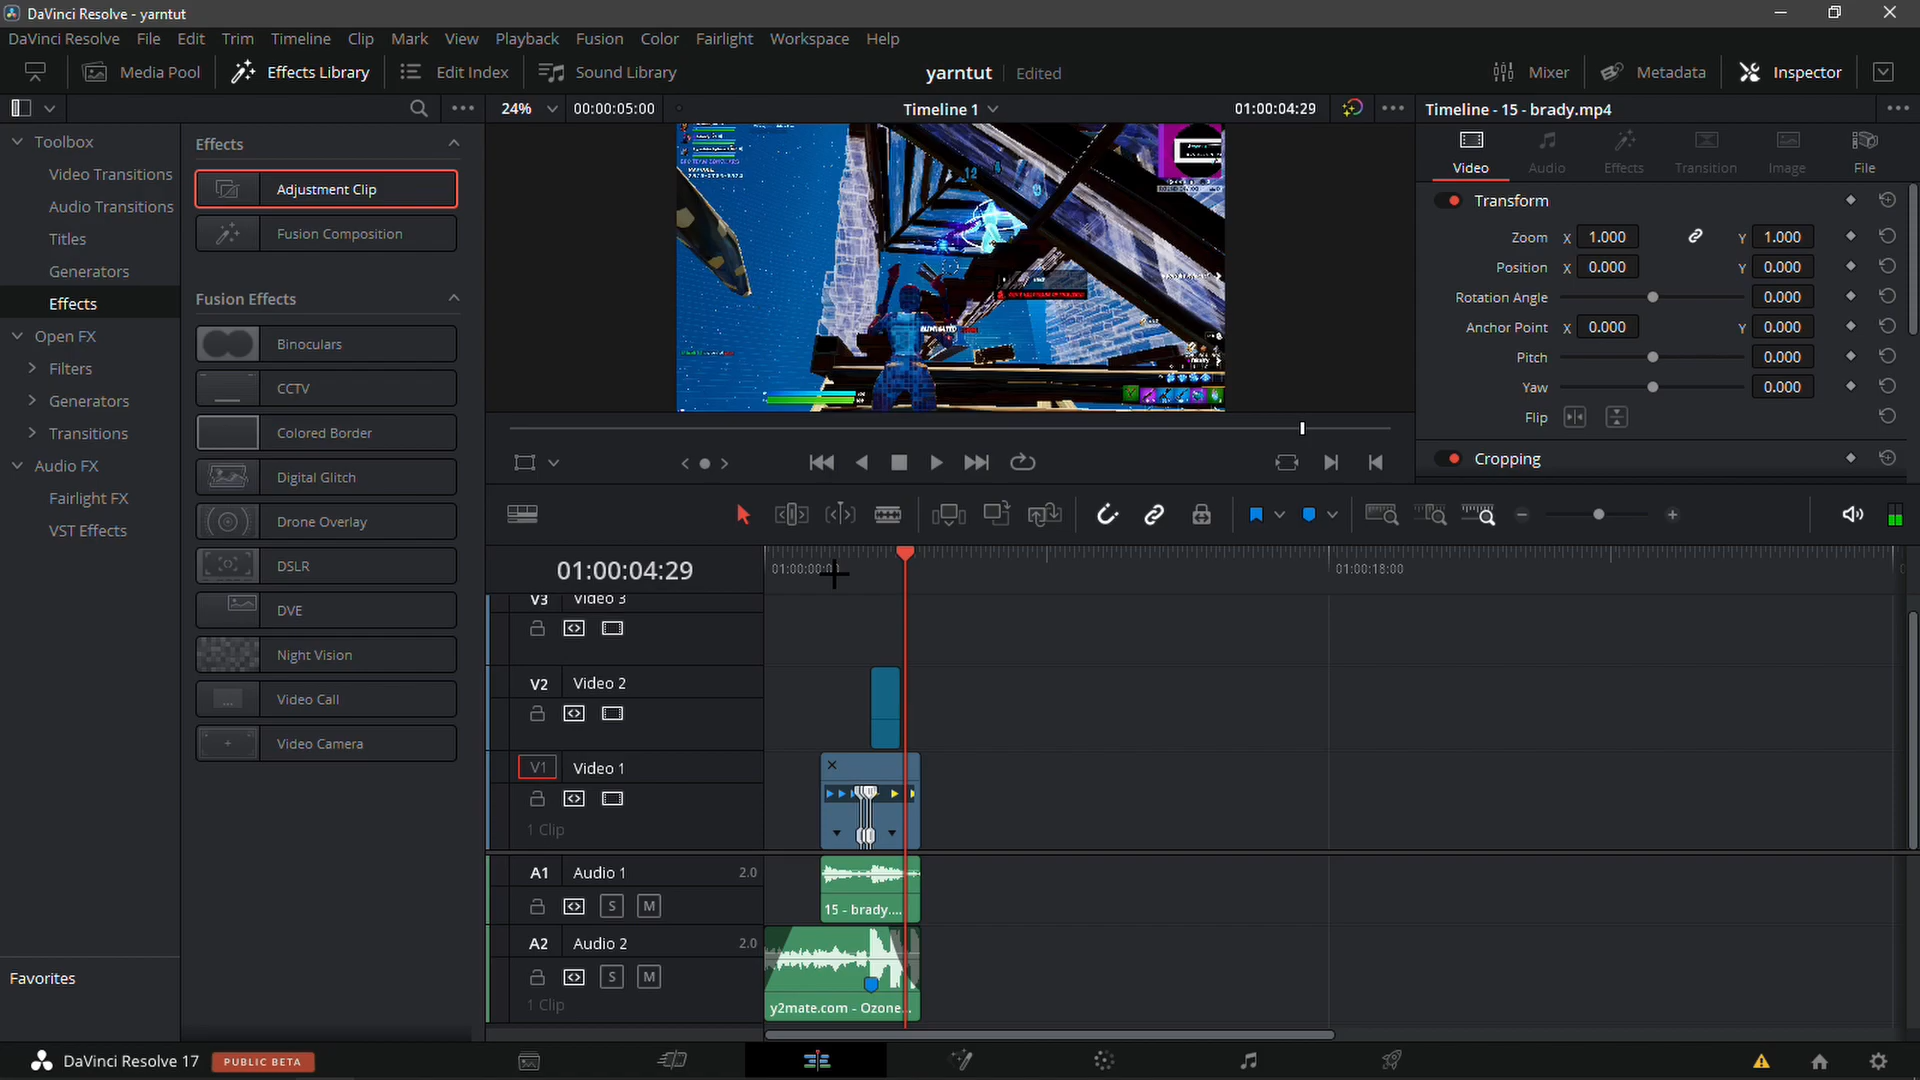 DaVinci Resolve - yarntut
DaVinci Resolve File Edit Trim Timeline Clip Mark View Playback Fusion Color Fairlight Workspace Help
Media Pool Effects Library Edit Index Sound Library yarntut Edited Mixer Metadata Inspector
24% 00:00:05:00 Timeline 1 01:00:04:29 Timeline - 15 - brady.mp4
Toolbox
Video Transitions
Audio Transitions
Titles
Generators
Effects
Open FX
Filters
Generators
Transitions
Audio FX
Fairlight FX
VST Effects
Favorites
Effects
Adjustment Clip
Fusion Composition
Fusion Effects
Binoculars
CCTV
Colored Border
Digital Glitch
Drone Overlay
DSLR
DVE
Night Vision
Video Call
Video Camera
12 4
ELIMINATED
Video Audio Effects Transition Image File
Transform
Zoom X 1.000 Y 1.000
Position X 0.000 Y 0.000
Rotation Angle 0.000
Anchor Point X 0.000 Y 0.000
Pitch 0.000
Yaw 0.000
Flip
Cropping
01:00:04:29
01:00:00:0
01:00:18:00
V3 Video 3
V2 Video 2
V1 Video 1
1 Clip
A1 Audio 1 2.0
S M
15 - brady....
A2 Audio 2 2.0
S M
1 Clip
y2mate.com - Ozone...
DaVinci Resolve 17 PUBLIC BETA